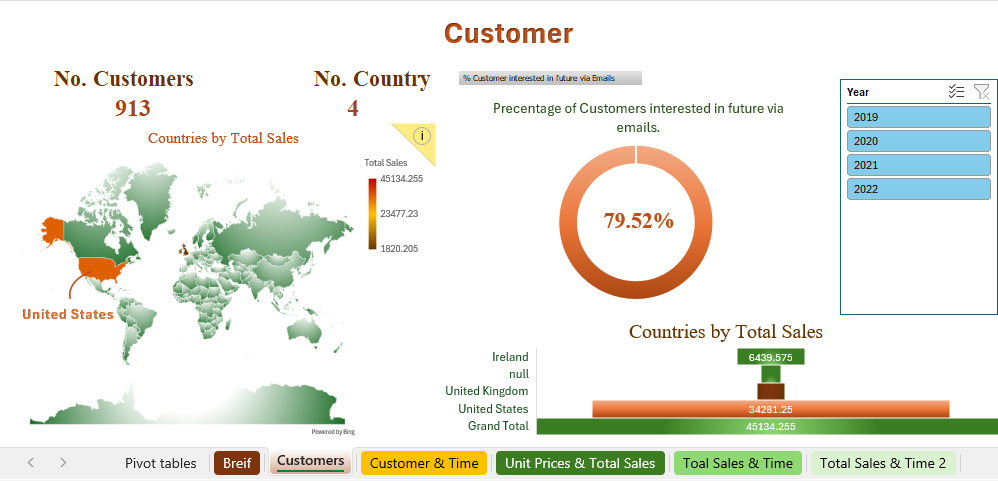 Customer
No. Customers
913
No. Country
4
Countries by Total Sales
i
Total Sales
45134.255
23477.23
1820.205
United States
Powered by Bing
% Customer interested in future via Emails
Precentage of Customers interested in future via
emails.
79.52%
Year
2019
2020
2021
2022
Countries by Total Sales
Ireland
6439.575
null
United Kingdom
United States
34281.25
Grand Total
45134.255
Pivot tables
Breif
Customers
Customer & Time
Unit Prices & Total Sales
Toal Sales & Time
Total Sales & Time 2